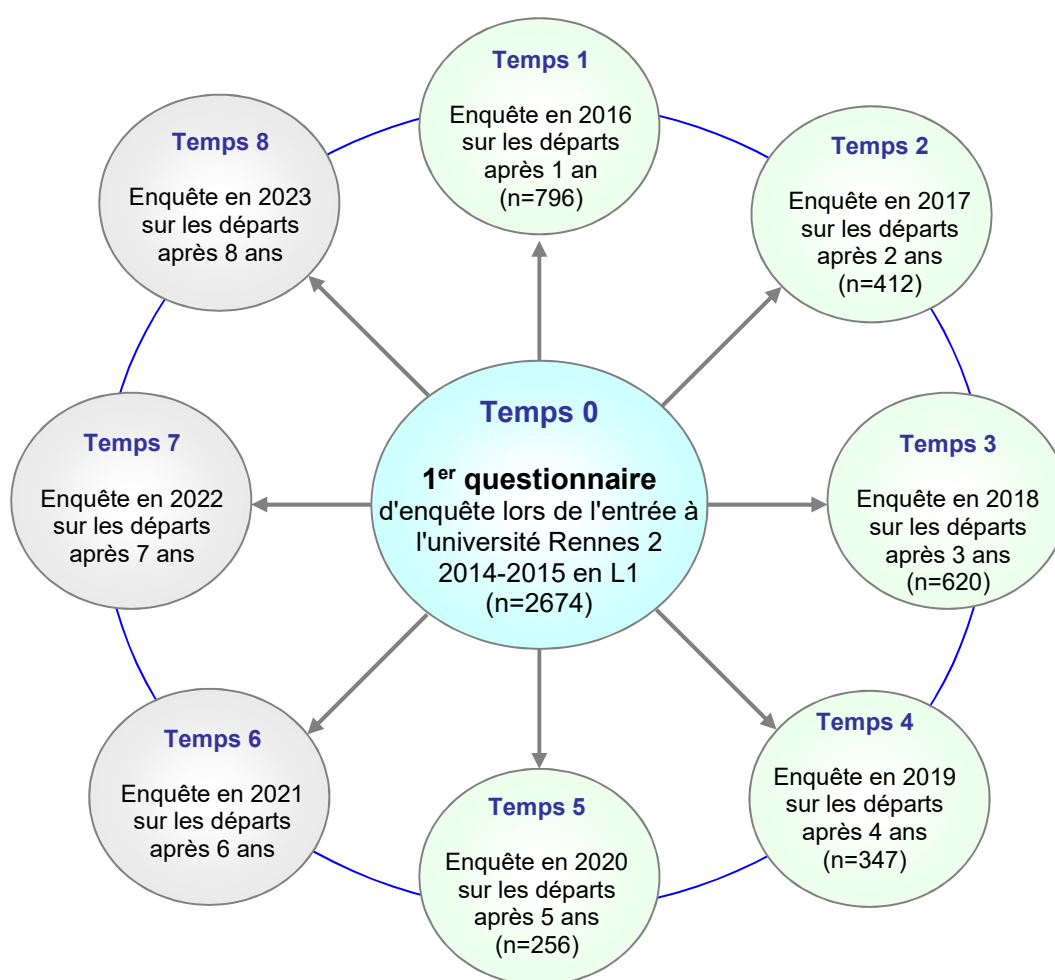 Temps 1
Enquête en 2016
sur les départs
après 1 an
(n=796)
Temps 2
Enquête en 2017
sur les départs
après 2 ans
(n=412)
Temps 3
Enquête en 2018
sur les départs
après 3 ans
(n=620)
Temps 4
Enquête en 2019
sur les départs
après 4 ans
(n=347)
Temps 5
Enquête en 2020
sur les départs
après 5 ans
(n=256)
Temps 6
Enquête en 2021
sur les départs
après 6 ans
Temps 7
Enquête en 2022
sur les départs
après 7 ans
Temps 8
Enquête en 2023
sur les départs
après 8 ans
Temps 0
1er questionnaire
d'enquête lors de l'entrée à
l'université Rennes 2
2014-2015 en L1
(n=2674)